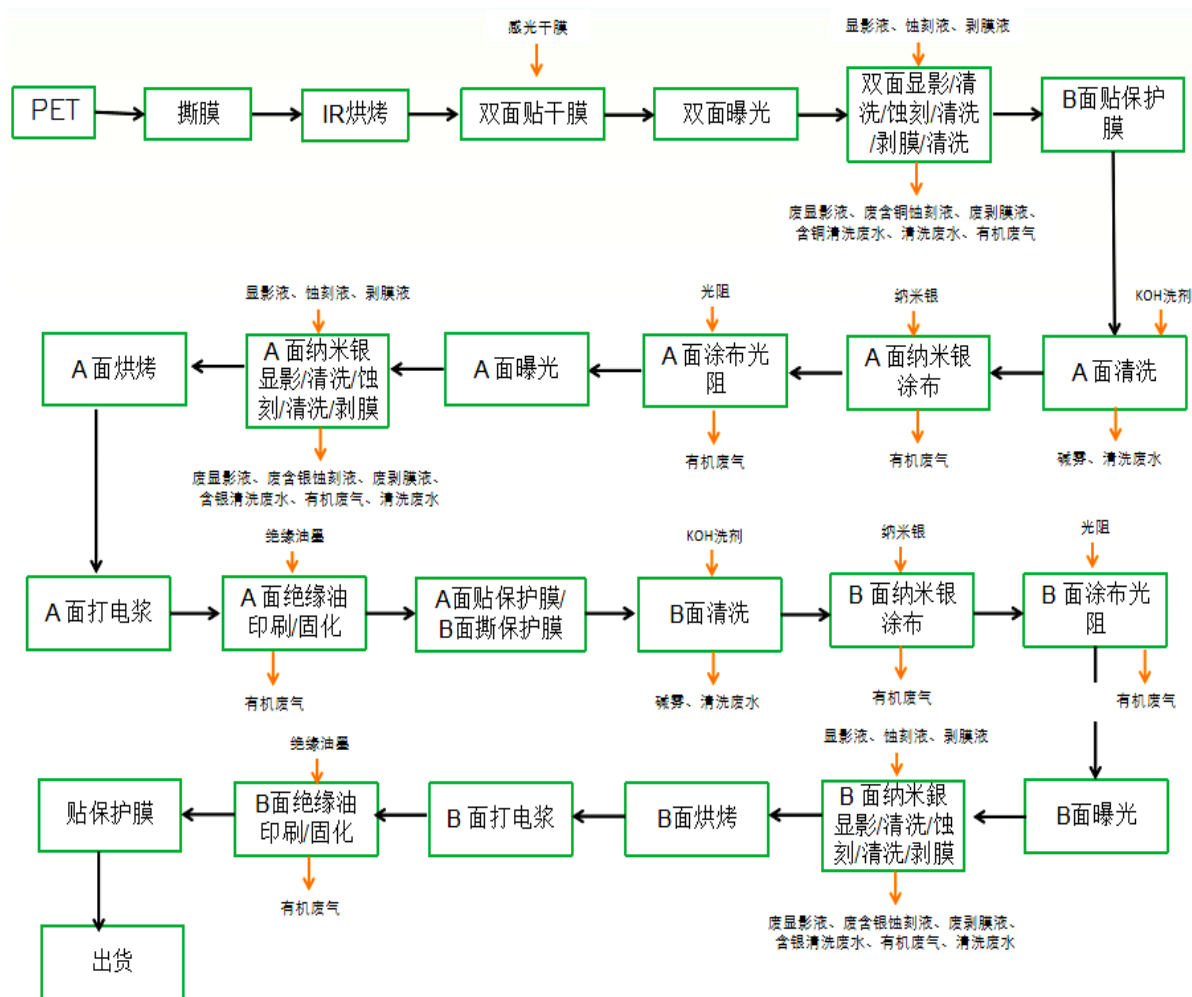 感光干膜
显影液、蚀刻液、剥膜液
PET
撕膜
IR烘烤
双面贴干膜
双面曝光
双面显影/清
洗/蚀刻/清洗
/剥膜/清洗
B面贴保护
膜
废显影液、废含铜蚀刻液、废剥膜液、
含铜清洗废水、清洗废水、有机废气
显影液、蚀刻液、剥膜液
光阻
纳米银
KOH洗剂
A面烘烤
A面纳米银
显影/清洗/蚀
刻/清洗/剥膜
A面曝光
A面涂布光
阻
A面纳米银
涂布
A面清洗
废显影液、废含银蚀刻液、废剥膜液、
含银清洗废水、有机废气、清洗废水
有机废气
有机废气
碱雾、清洗废水
绝缘油墨
KOH洗剂
纳米银
光阻
A面打电浆
A面绝缘油
印刷/固化
A面贴保护膜/
B面撕保护膜
B面清洗
B面纳米银
涂布
B面涂布光
阻
有机废气
碱雾、清洗废水
有机废气
有机废气
绝缘油墨
显影液、蚀刻液、剥膜液
贴保护膜
B面绝缘油
印刷/固化
B面打电浆
B面烘烤
B面纳米銀
显影/清洗/蚀
刻/清洗/剥膜
B面曝光
有机废气
废显影液、废含银蚀刻液、废剥膜液、
含银清洗废水、有机废气、清洗废水
出货